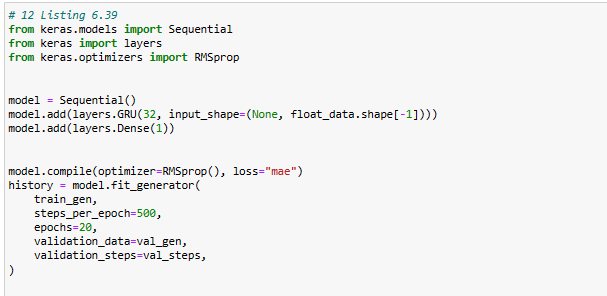 # 12 Listing 6.39
from keras.models import Sequential
from keras import layers
from keras.optimizers import RMSprop
model = Sequential()
model.add(layers.GRU(32, input_shape=(None, float_data.shape[-1])))
model.add(layers.Dense(1))
model.compile(optimizer=RMSprop(), loss="mae")
history = model.fit_generator(
    train_gen,
    steps_per_epoch=500,
    epochs=20,
    validation_data=val_gen,
    validation_steps=val_steps,
)